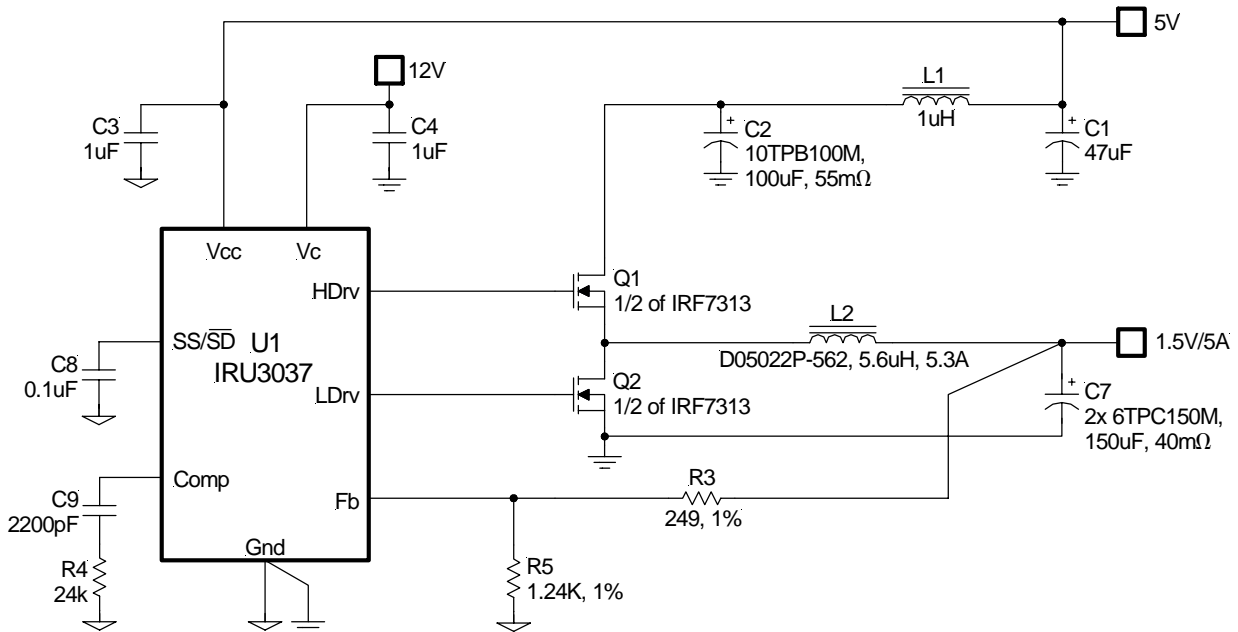 5V
12V
L1
1uH
C3
1uF
C4
1uF
C2
10TPB100M,
100uF, 55mΩ
C1
47uF
Vcc
Vc
HDrv
Q1
1/2 of IRF7313
L2
D05022P-562, 5.6uH, 5.3A
1.5V/5A
SS/SD
U1
IRU3037
C8
0.1uF
LDrv
Q2
1/2 of IRF7313
C7
2x 6TPC150M,
150uF, 40mΩ
Comp
Fb
R3
249, 1%
C9
2200pF
Gnd
R4
24k
R5
1.24K, 1%